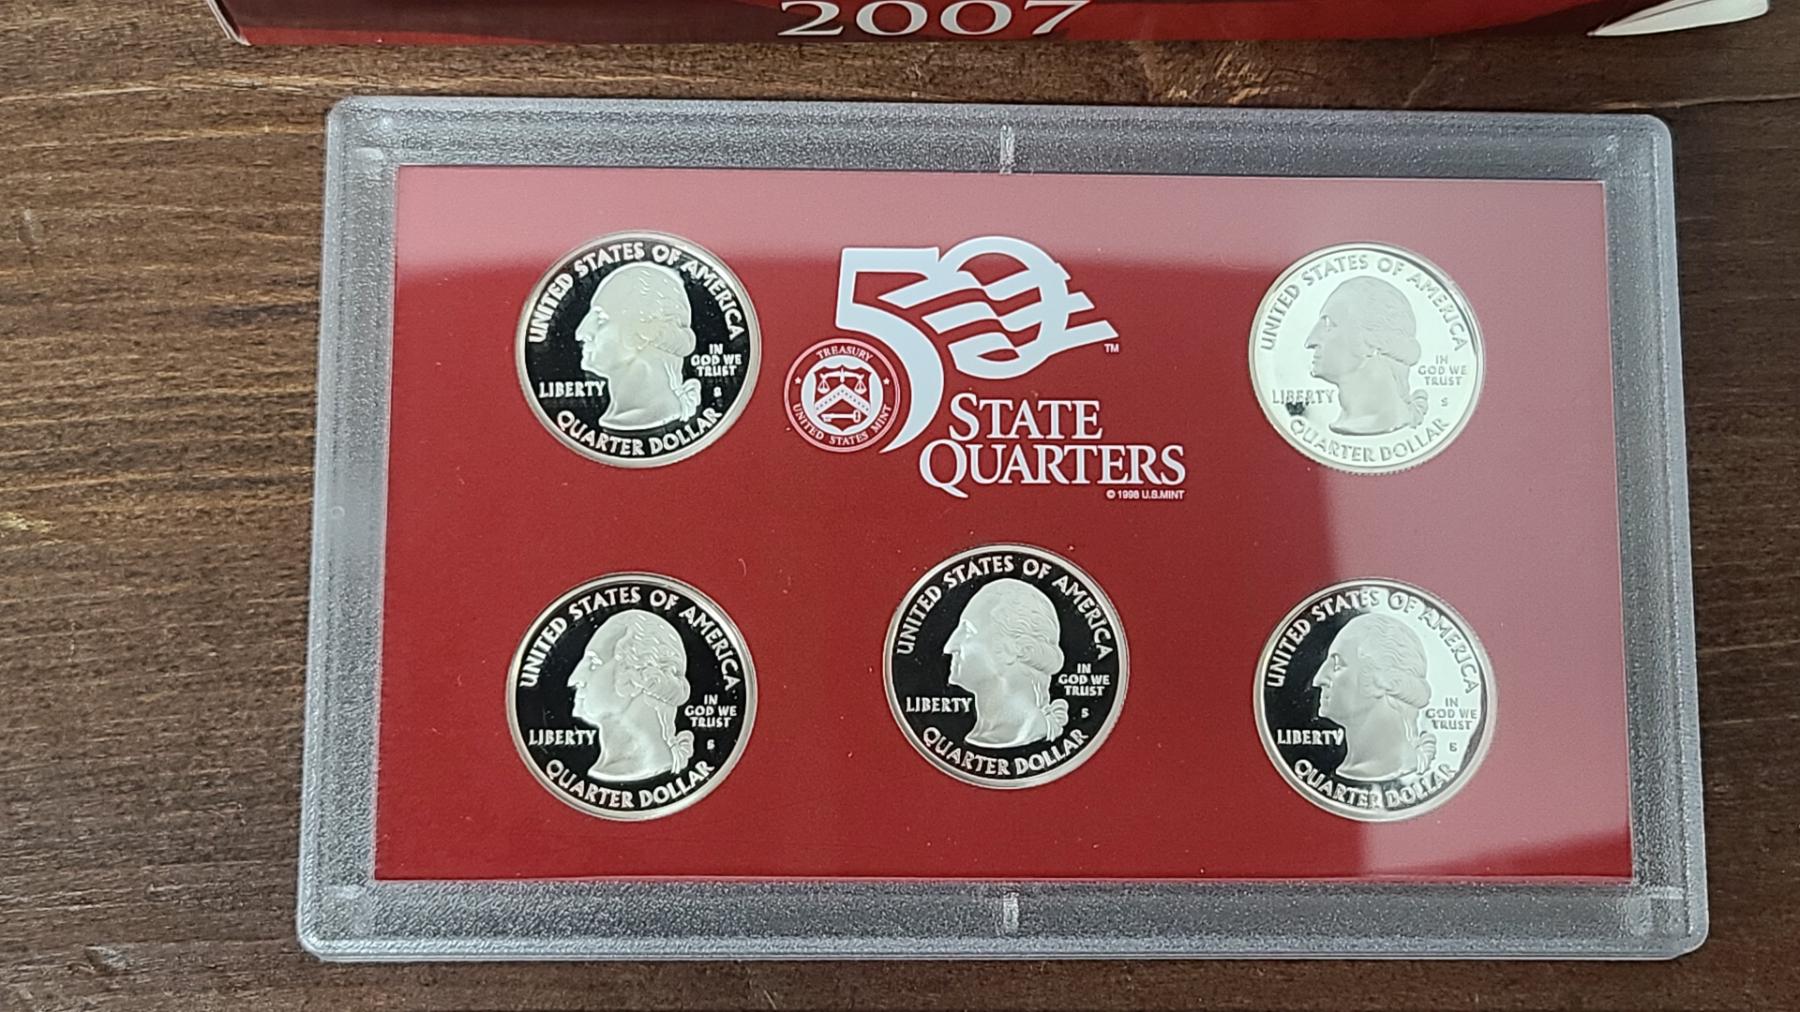 2007
UNITED STATES OF AMERICA
IN
GOD WE
TRUST
LIBERTY
S
QUARTER DOLLAR
50
TM
TREASURY
UNITED STATES MINT
STATE
QUARTERS
© 1998 U.S.MINT
UNITED STATES OF AMERICA
IN
GOD WE
TRUST
LIBERTY
S
QUARTER DOLLAR
UNITED STATES OF AMERICA
IN
GOD WE
TRUST
LIBERTY
S
QUARTER DOLLAR
UNITED STATES OF AMERICA
IN
GOD WE
TRUST
LIBERTY
S
QUARTER DOLLAR
UNITED STATES OF AMERICA
IN
GOD WE
TRUST
LIBERTY
S
QUARTER DOLLAR